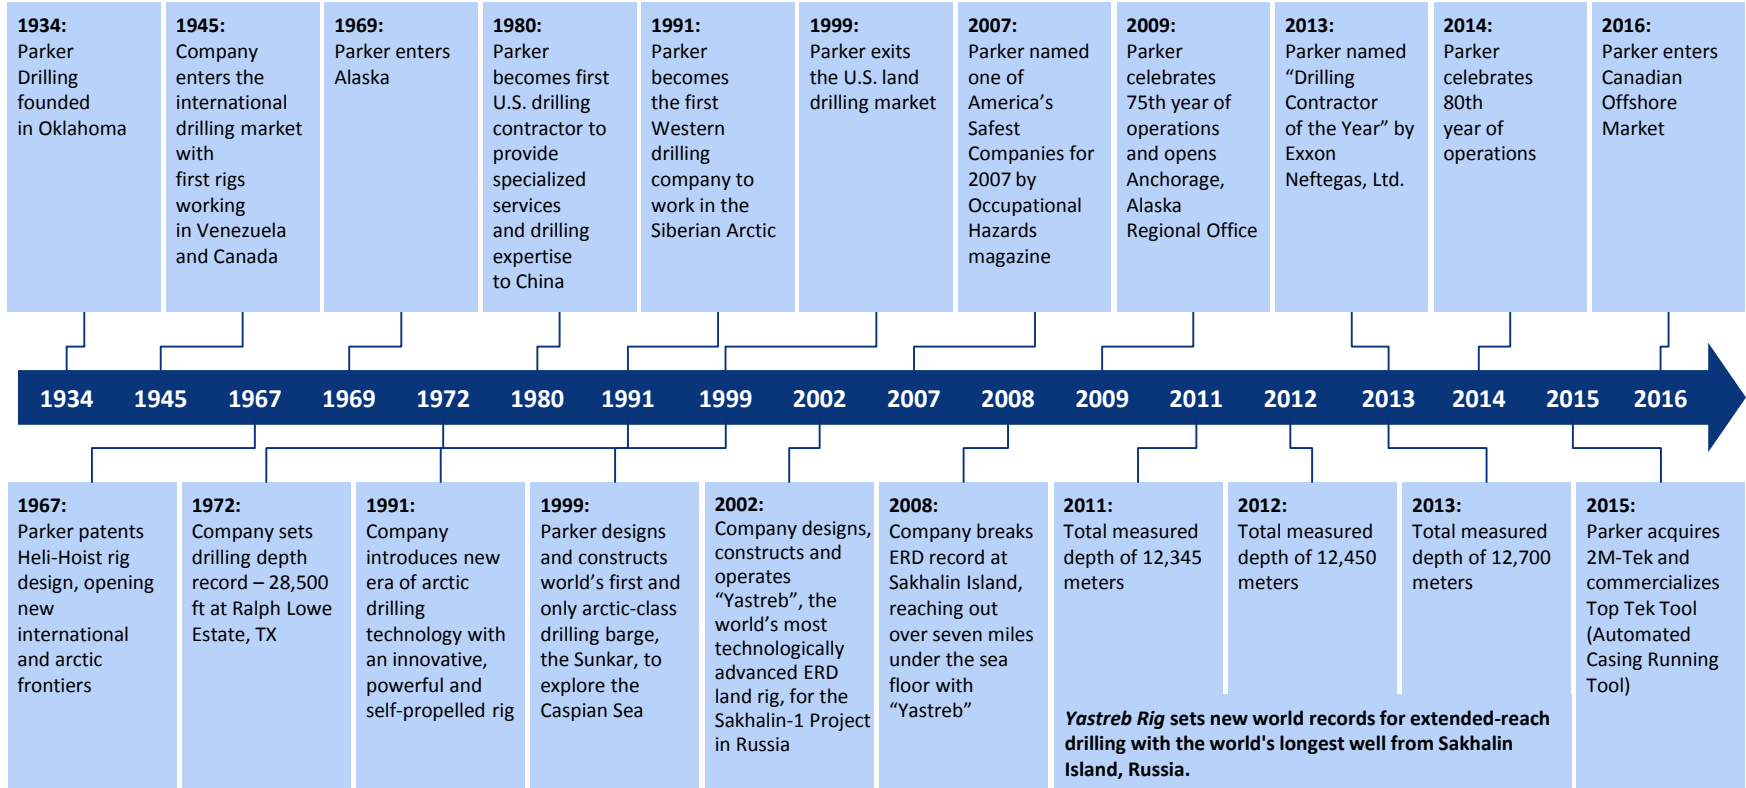 1934:
Parker
Drilling
founded
in Oklahoma
1945:
Company
enters the
international
drilling market
with
first rigs
working
in Venezuela
and Canada
1969:
Parker enters
Alaska
1980:
Parker
becomes first
U.S. drilling
contractor to
provide
specialized
services
and drilling
expertise
to China
1991:
Parker
becomes
the first
Western
drilling
company to
work in the
Siberian Arctic
1999:
Parker exits
the U.S. land
drilling market
2007:
Parker named
one of
America’s
Safest
Companies for
2007 by
Occupational
Hazards
magazine
2009:
Parker
celebrates
75th year of
operations
and opens
Anchorage,
Alaska
Regional Office
2013:
Parker named
“Drilling
Contractor
of the Year” by
Exxon
Neftegas, Ltd.
2014:
Parker
celebrates
80th
year of
operations
2016:
Parker enters
Canadian
Offshore
Market
1934 1945 1967 1969 1972 1980 1991 1999 2002 2007 2008 2009 2011 2012 2013 2014 2015 2016
1967:
Parker patents
Heli-Hoist rig
design, opening
new
international
and arctic
frontiers
1972:
Company sets
drilling depth
record – 28,500
ft at Ralph Lowe
Estate, TX
1991:
Company
introduces new
era of arctic
drilling
technology with
an innovative,
powerful and
self-propelled rig
1999:
Parker designs
and constructs
world’s first and
only arctic-class
drilling barge,
the Sunkar, to
explore the
Caspian Sea
2002:
Company designs,
constructs and
operates
“Yastreb”, the
world’s most
technologically
advanced ERD
land rig, for the
Sakhalin-1 Project
in Russia
2008:
Company breaks
ERD record at
Sakhalin Island,
reaching out
over seven miles
under the sea
floor with
“Yastreb”
2011:
Total measured
depth of 12,345
meters
2012:
Total measured
depth of 12,450
meters
2013:
Total measured
depth of 12,700
meters
Yastreb Rig sets new world records for extended-reach
drilling with the world's longest well from Sakhalin
Island, Russia.
2015:
Parker acquires
2M-Tek and
commercializes
Top Tek Tool
(Automated
Casing Running
Tool)